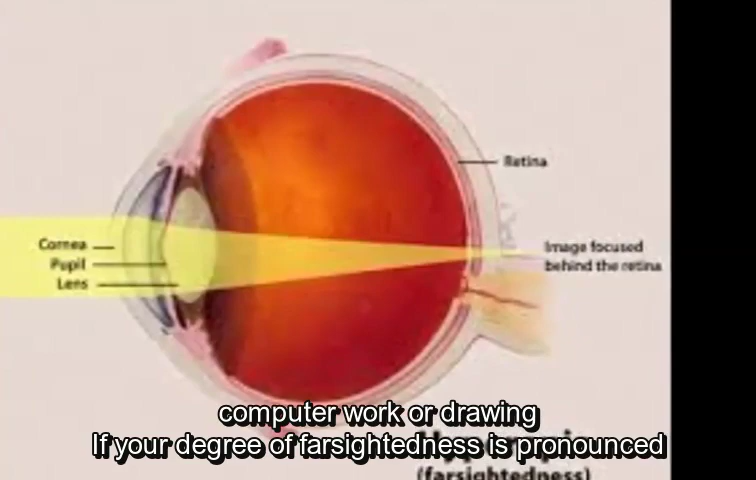 Retina
Cornea
Pupil
Lens
Image focused
behind the retina
computer work or drawing
If your degree of farsightedness is pronounced
(farsightedness)